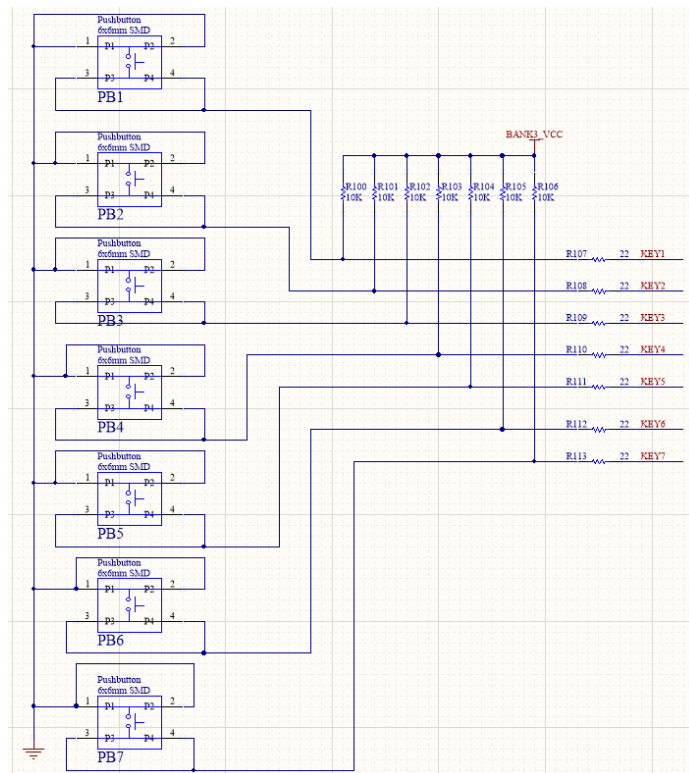 Pushbutton
6x6mm SMD
1 P1 P2 2
3 P3 P4 4
PB1
Pushbutton
6x6mm SMD
1 P1 P2 2
3 P3 P4 4
PB2
Pushbutton
6x6mm SMD
1 P1 P2 2
3 P3 P4 4
PB3
Pushbutton
6x6mm SMD
1 P1 P2 2
3 P3 P4 4
PB4
Pushbutton
6x6mm SMD
1 P1 P2 2
3 P3 P4 4
PB5
Pushbutton
6x6mm SMD
1 P1 P2 2
3 P3 P4 4
PB6
Pushbutton
6x6mm SMD
1 P1 P2 2
3 P3 P4 4
PB7
BANK3_VCC
R100 R101 R102 R103 R104 R105 R106
10K 10K 10K 10K 10K 10K 10K
R107 22 KEY1
R108 22 KEY2
R109 22 KEY3
R110 22 KEY4
R111 22 KEY5
R112 22 KEY6
R113 22 KEY7